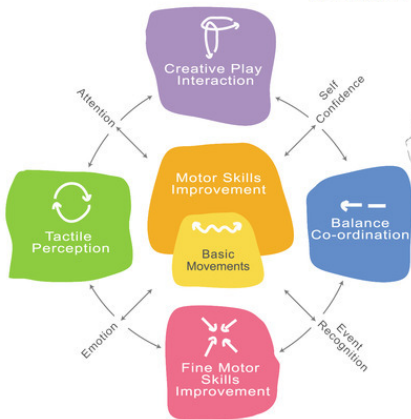 Creative Play
Interaction
Attention
Self
Confidence
Motor Skills
Improvement
Tactile
Perception
Basic
Movements
Balance
Co-ordination
Emotion
Event
Recognition
Fine Motor
Skills
Improvement